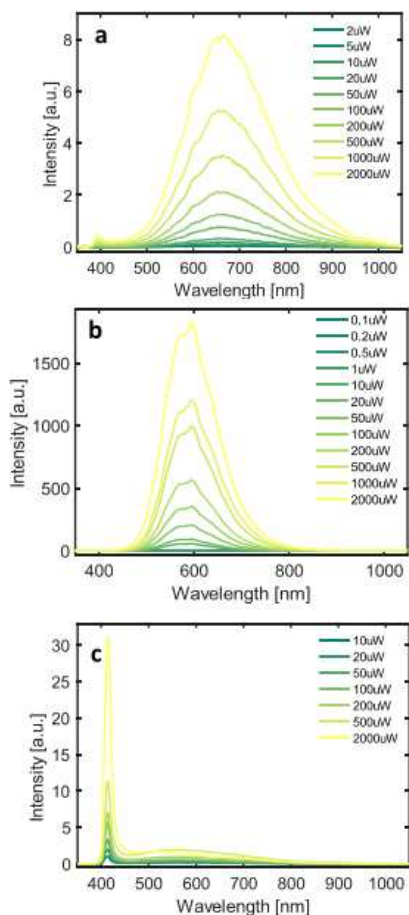 a
8
6
4
2
0
Intensity [a.u.]
2uW
5uW
10uW
20uW
50uW
100uW
200uW
500uW
1000uW
2000uW
400 500 600 700 800 900 1000
Wavelength [nm]
b
1500
1000
500
0
Intensity [a.u.]
0.1uW
0.2uW
0.5uW
1uW
10uW
20uW
50uW
100uW
200uW
500uW
1000uW
2000uW
400 600 800 1000
Wavelength [nm]
c
30
25
20
15
10
5
0
Intensity [a.u.]
10uW
20uW
50uW
100uW
200uW
500uW
2000uW
400 500 600 700 800 900 1000
Wavelength [nm]